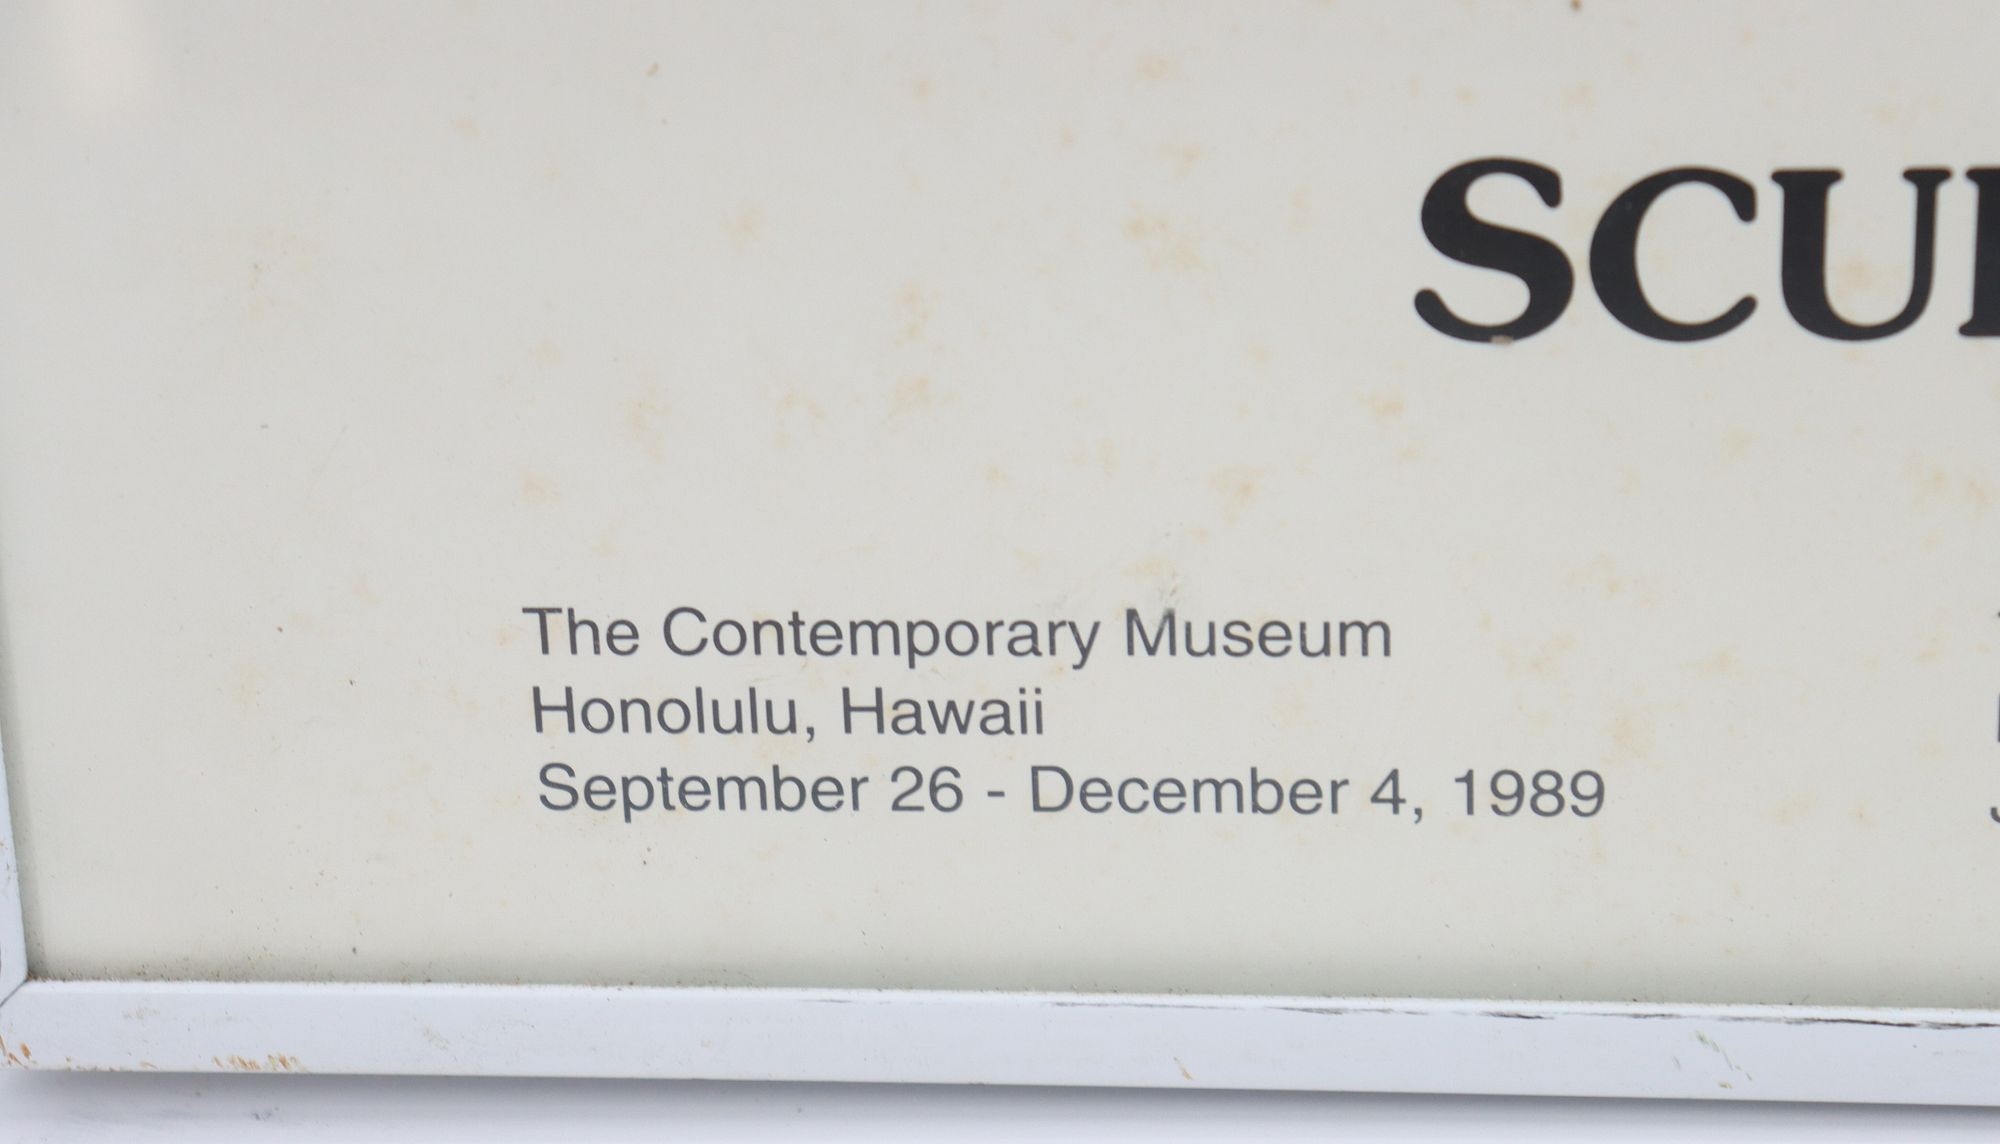 SCU
The Contemporary Museum
Honolulu, Hawaii
September 26 - December 4, 1989